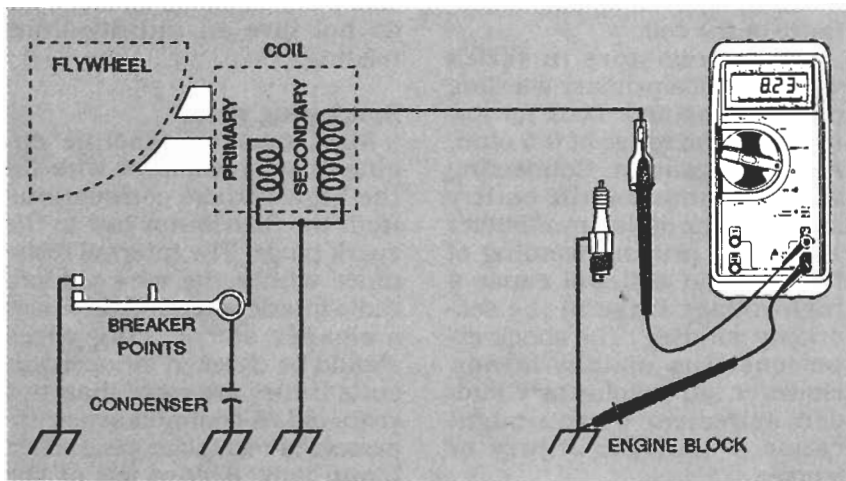 COIL
FLYWHEEL
PRIMARY
SECONDARY
8.23
BREAKER
POINTS
CONDENSER
ENGINE BLOCK